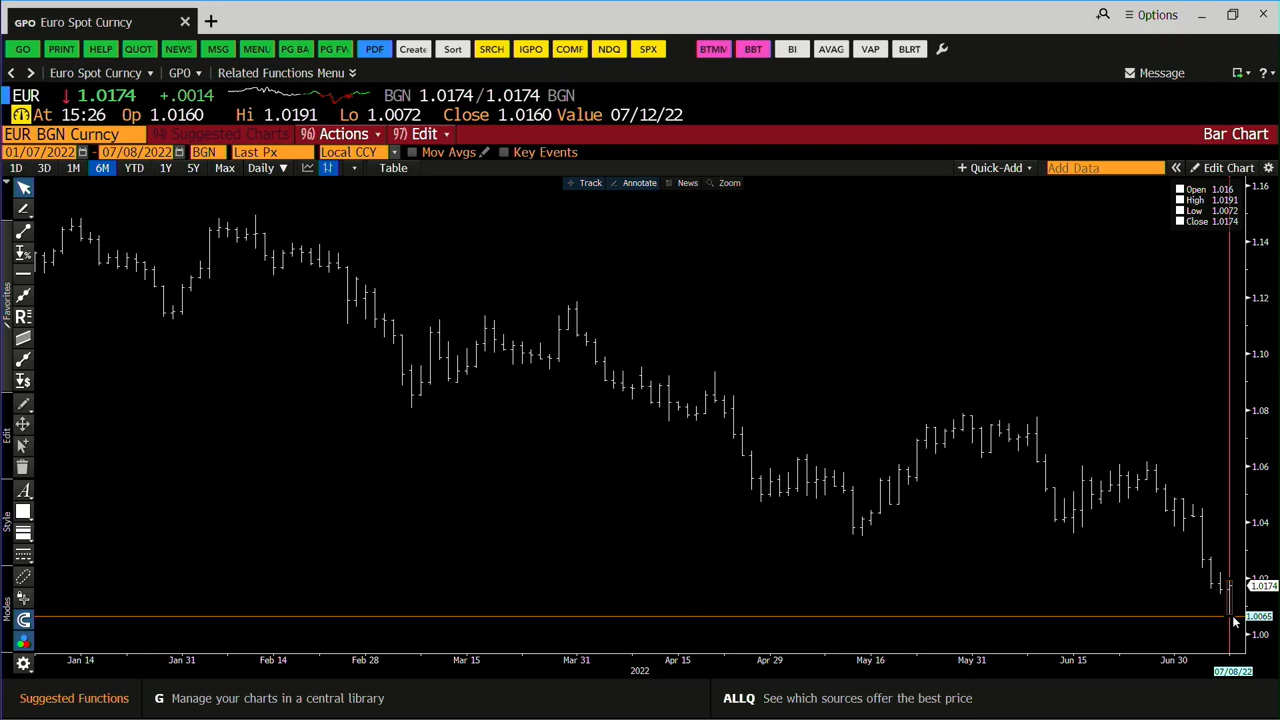 GPO Euro Spot Curncy
Options
GO PRINT HELP QUOT NEWS MSG MENU PG BA PG FW PDF Create Sort SRCH IGPO COMF NDQ SPX BTMM BBT BI AVAG VAP BLRT
Euro Spot Curncy GPO Related Functions Menu Message ?
EUR 1.0174 +.0014 BGN 1.0174/1.0174 BGN
At 15:26 Op 1.0160 Hi 1.0191 Lo 1.0072 Close 1.0160 Value 07/12/22
EUR BGN Curncy 94) Suggested Charts 96) Actions 97) Edit Bar Chart
01/07/2022 - 07/08/2022 BGN Last Px Local CCY Mov Avgs Key Events
1D 3D 1M 6M YTD 1Y 5Y Max Daily Table + Quick-Add Add Data Edit Chart
Track Annotate News Zoom
Open 1.016
High 1.0191
Low 1.0072
Close 1.0174
1.16
1.14
1.12
1.10
1.08
1.06
1.04
1.02
1.0174
1.0065
1.00
Favorites
Edit
Style
Modes
Jan 14 Jan 31 Feb 14 Feb 28 Mar 15 Mar 31 Apr 15 Apr 29 May 16 May 31 Jun 15 Jun 30
2022
07/08/22
Suggested Functions G Manage your charts in a central library ALLQ See which sources offer the best price